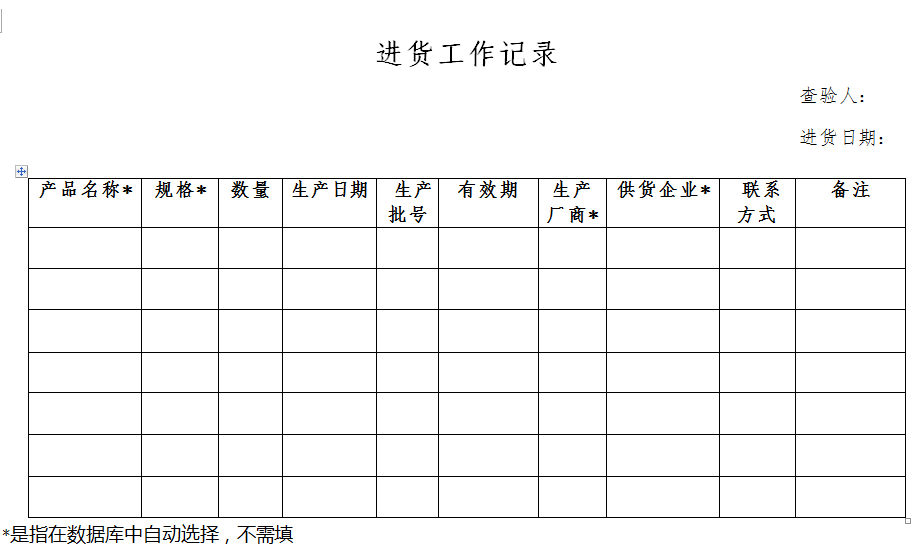 进货工作记录
查验人：
进货日期：
产品名称* 规格* 数量 生产日期 生产批号 有效期 生产厂商* 供货企业* 联系方式 备注
*是指在数据库中自动选择，不需填